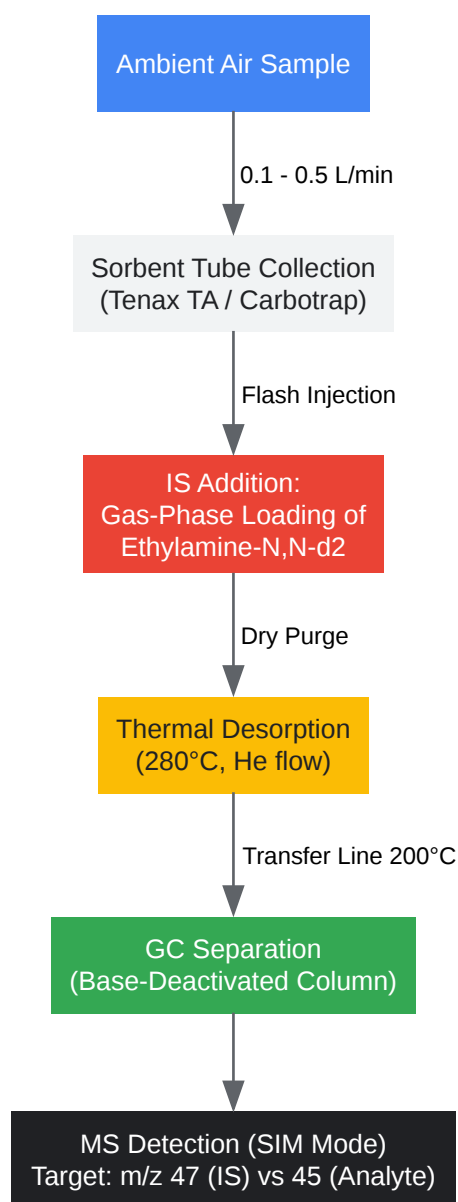 Ambient Air Sample
0.1 - 0.5 L/min
Sorbent Tube Collection
(Tenax TA / Carbotrap)
Flash Injection
IS Addition:
Gas-Phase Loading of
Ethylamine-N,N-d2
Dry Purge
Thermal Desorption
(280°C, He flow)
Transfer Line 200°C
GC Separation
(Base-Deactivated Column)
MS Detection (SIM Mode)
Target: m/z 47 (IS) vs 45 (Analyte)